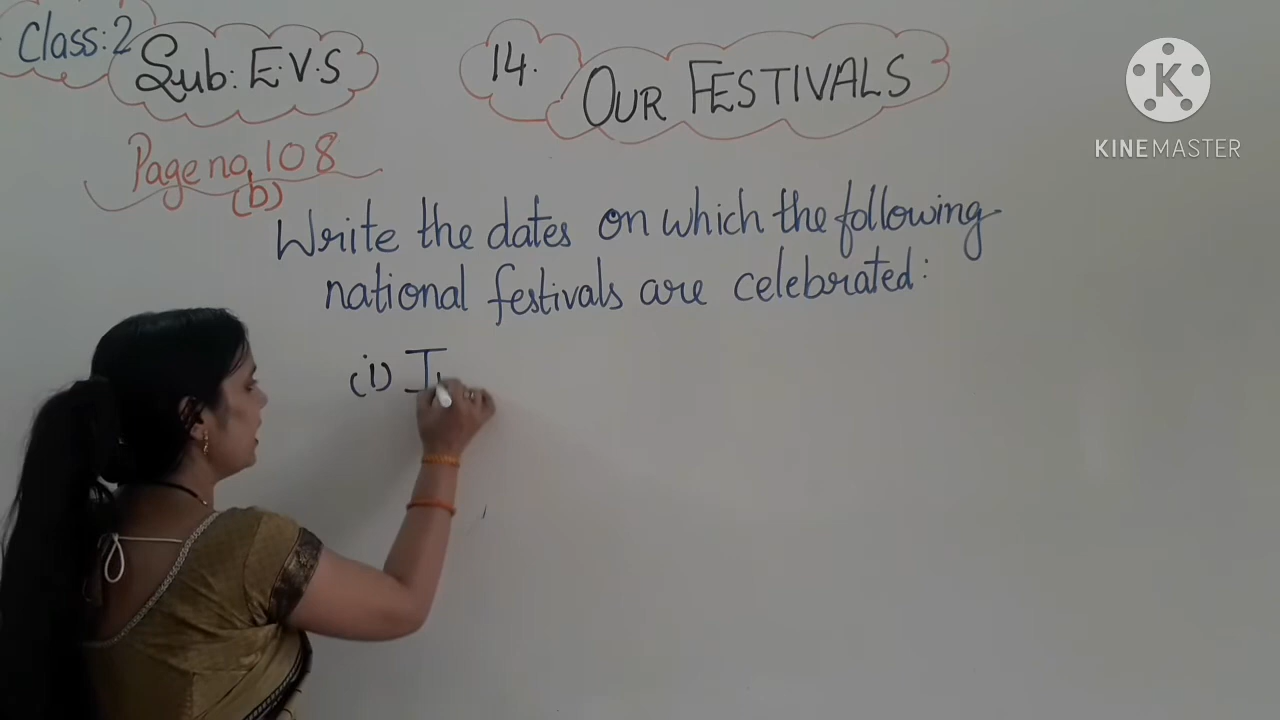 Class: 2
Sub: E.V.S
14.
OUR FESTIVALS
K
KINEMASTER
Page no. 108
(b)
Write the dates on which the following
national festivals are celebrated:
(i) I